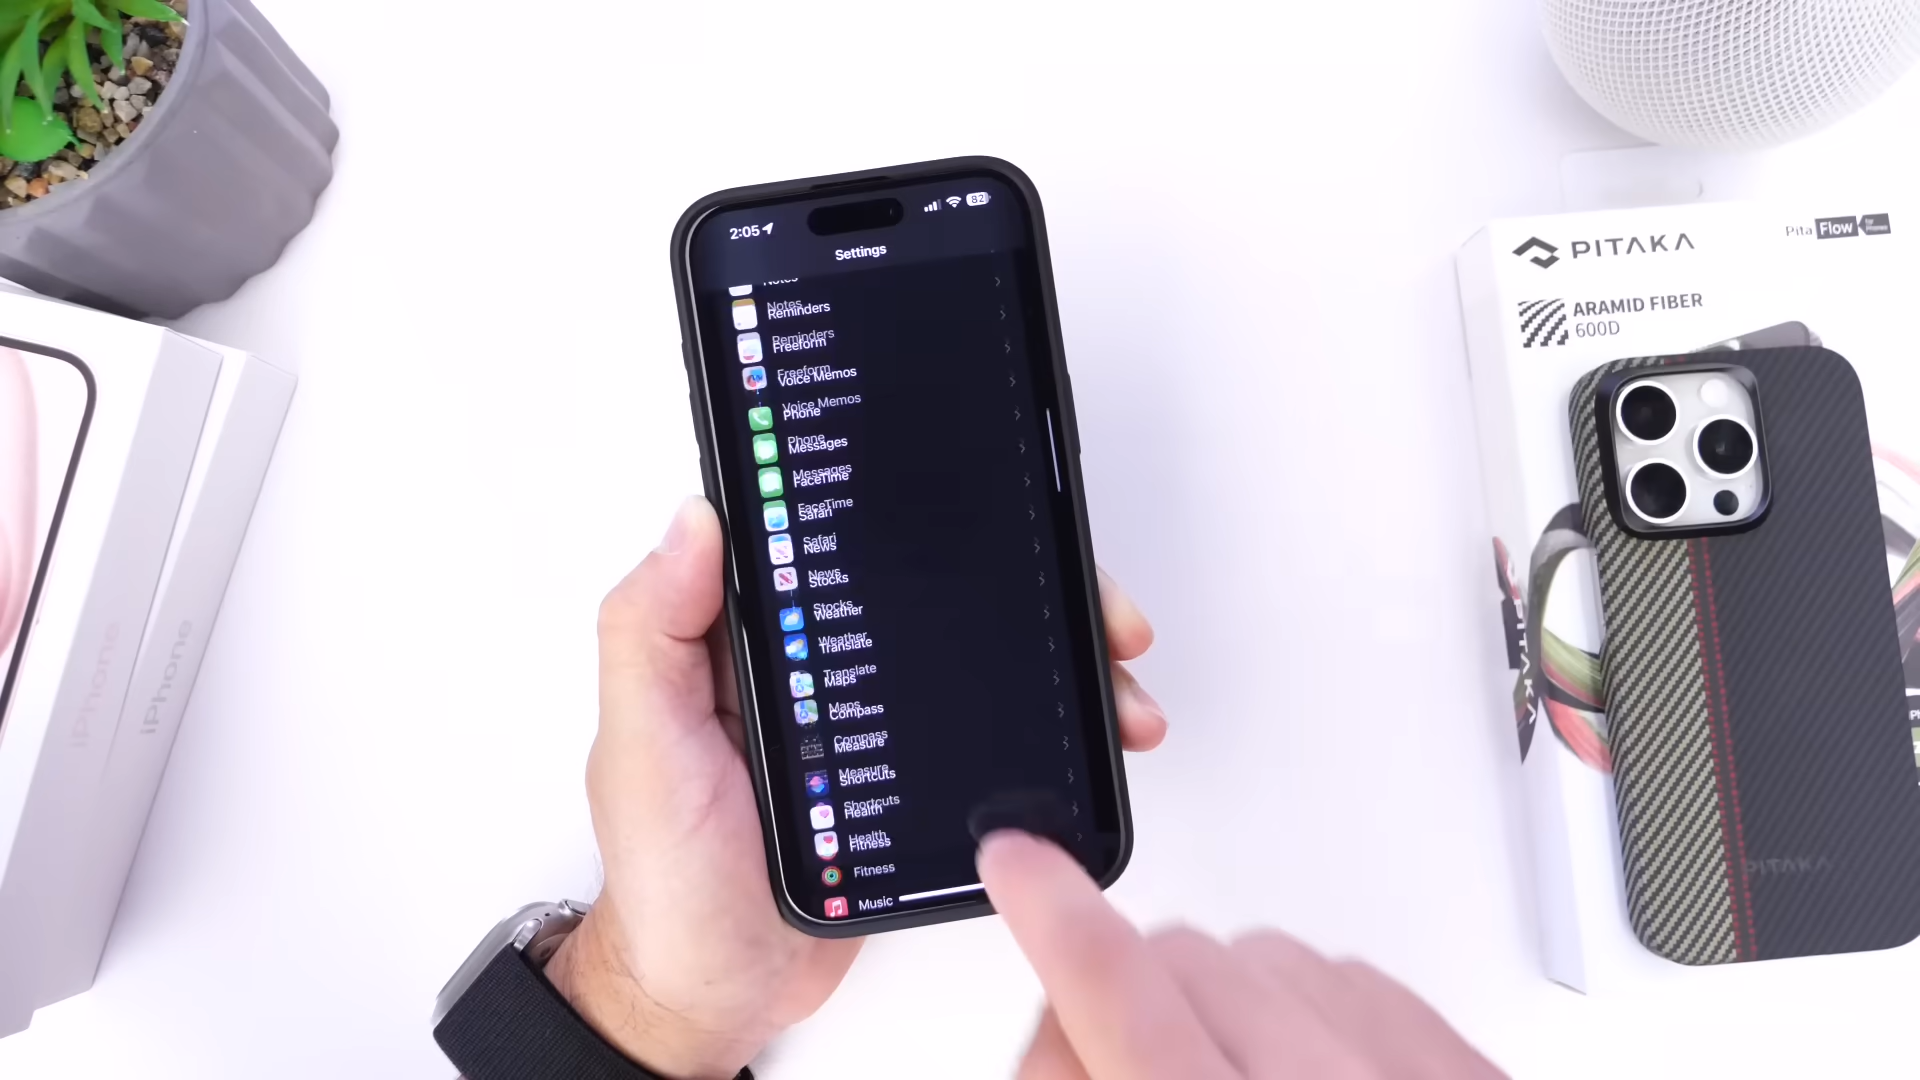 2:05
82
Settings
Notes
Notes
Reminders
Reminders
Freeform
Freeform
Voice Memos
Voice Memos
Phone
Phone
Messages
Messages
FaceTime
FaceTime
Safari
Safari
News
News
Stocks
Stocks
Weather
Weather
Translate
Translate
Maps
Maps
Compass
Compass
Measure
Measure
Shortcuts
Shortcuts
Health
Health
Fitness
Fitness
Music
iPhone
iPhone
PITAKA
Pita Flow
ARAMID FIBER
600D
PITAKA
PITAKA